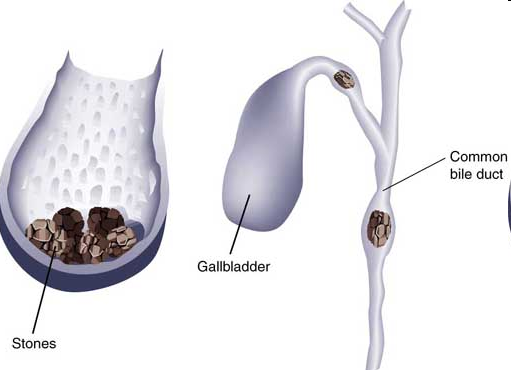 Common
bile duct
Gallbladder
Stones